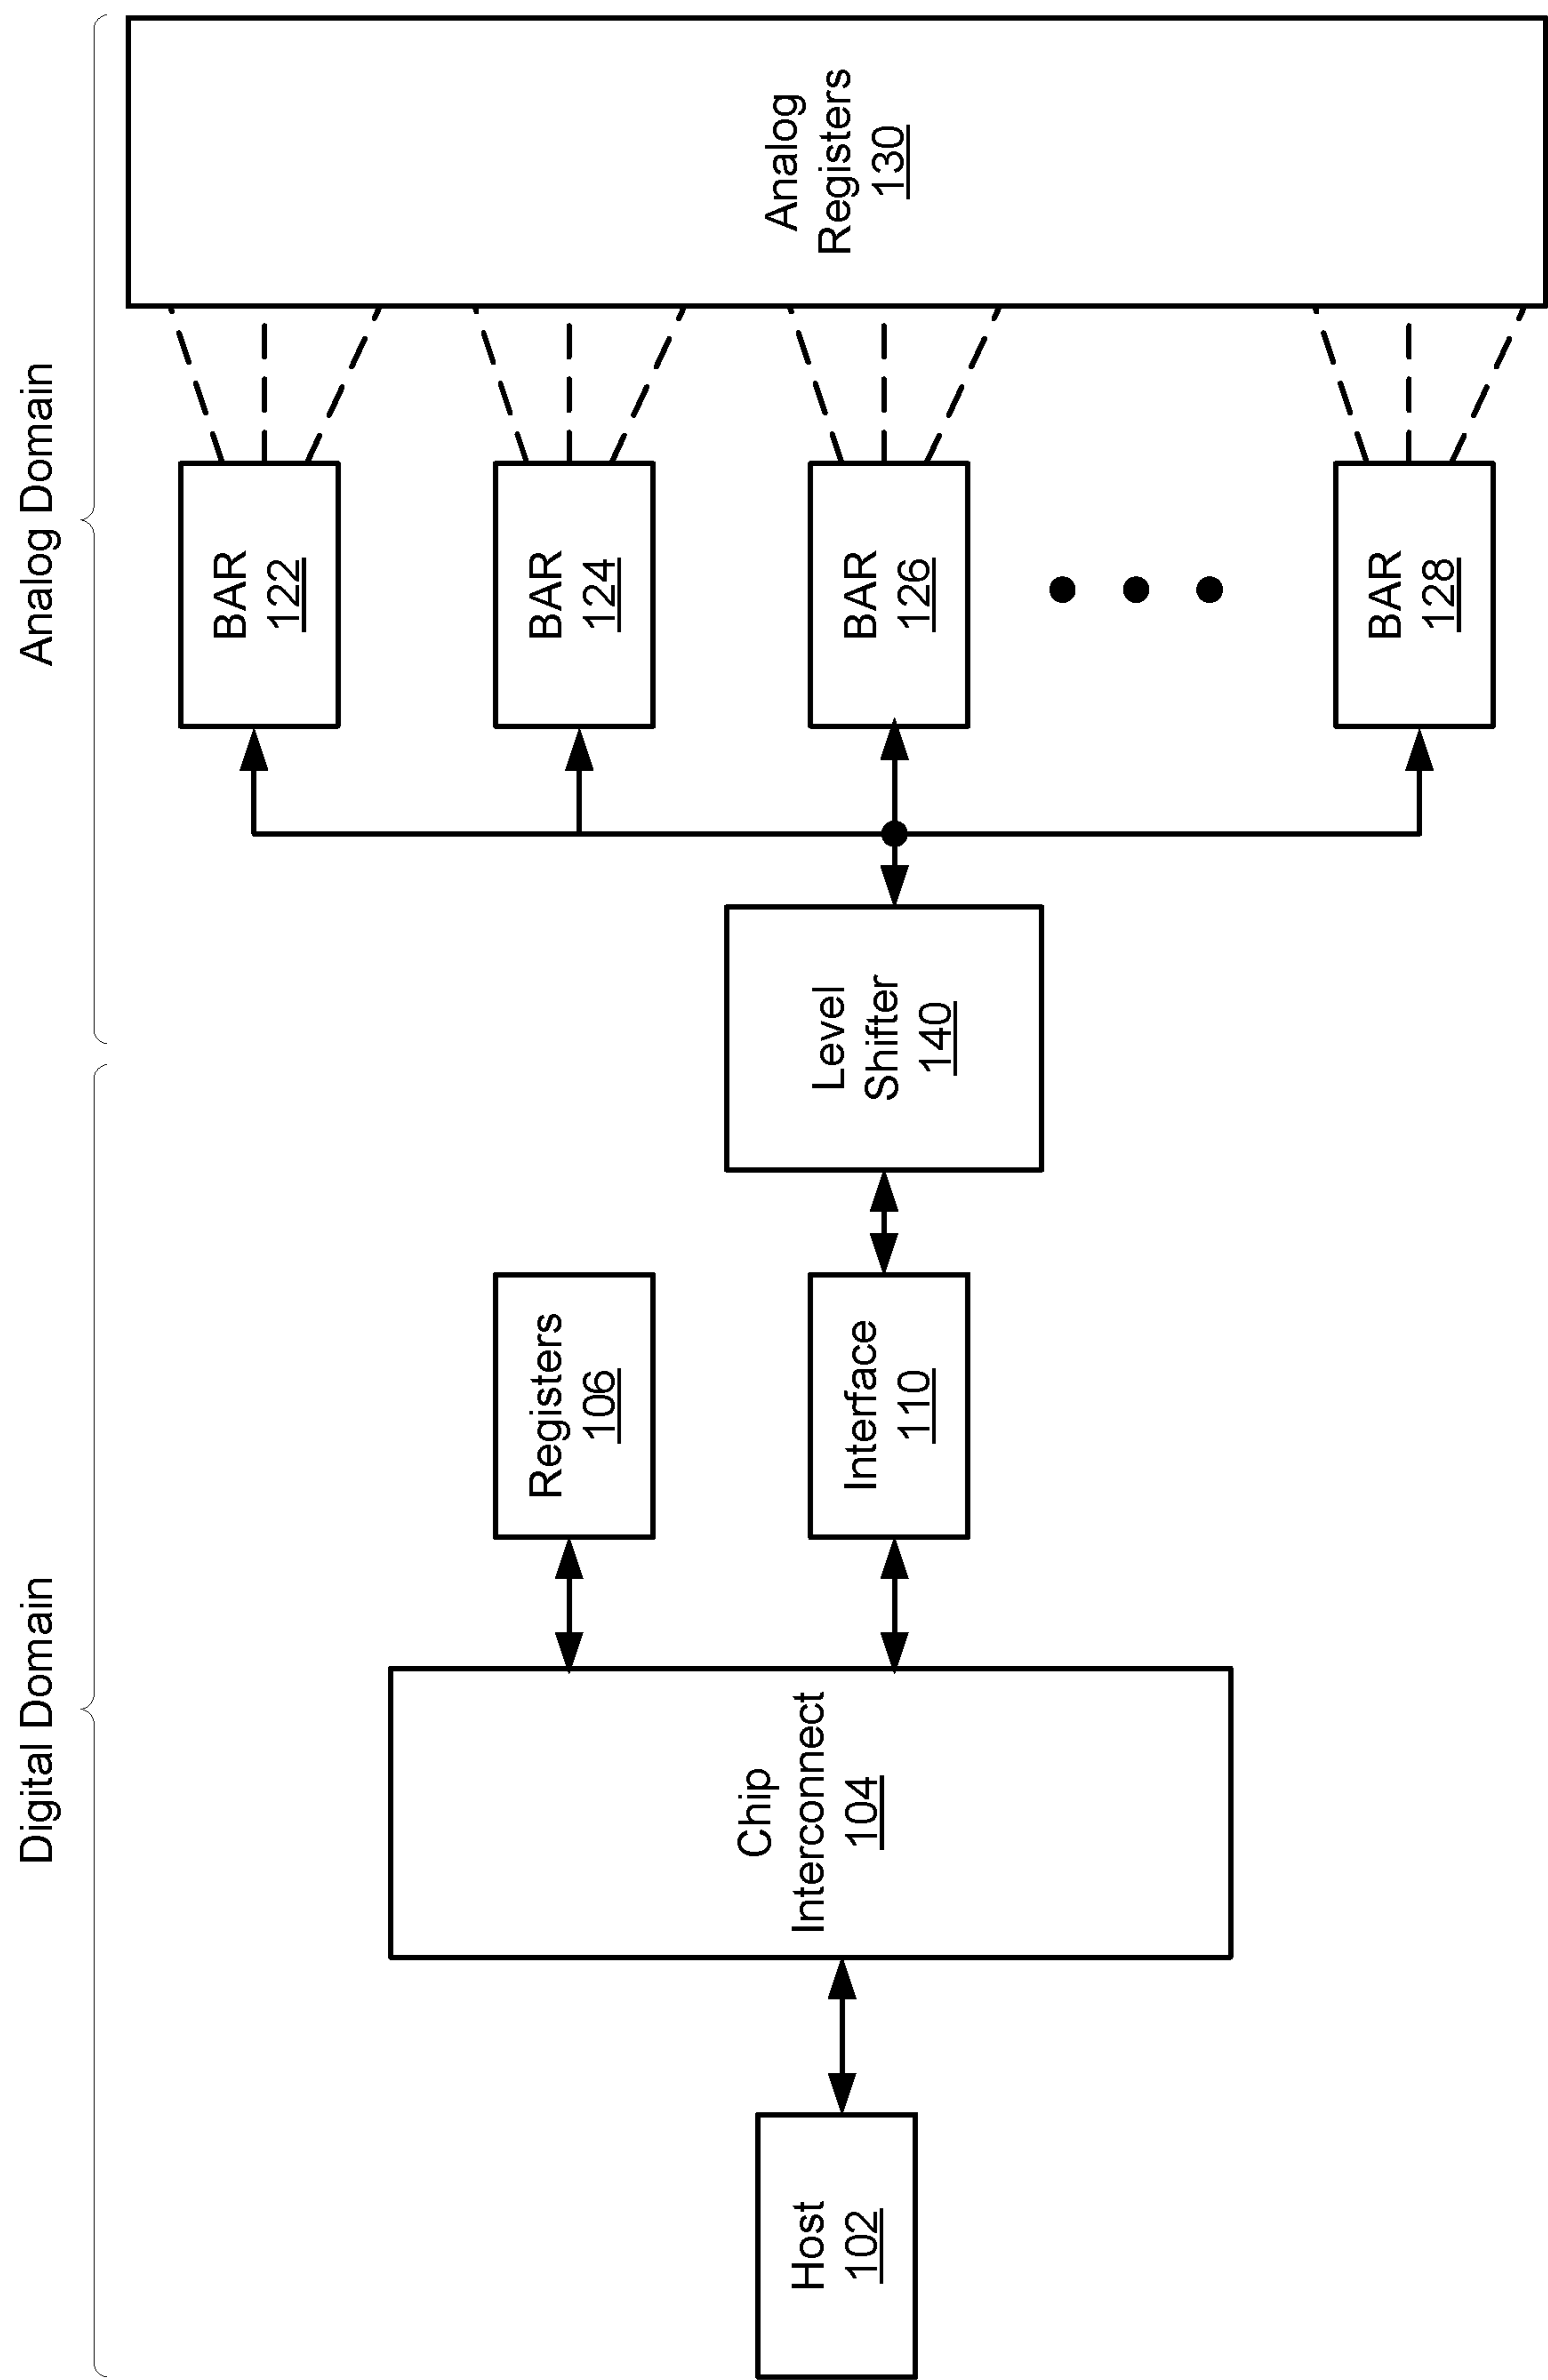 Digital Domain
Analog Domain
Host
102
Chip
Interconnect
104
Registers
106
Interface
110
Level
Shifter
140
BAR
122
BAR
124
BAR
126
BAR
128
Analog
Registers
130